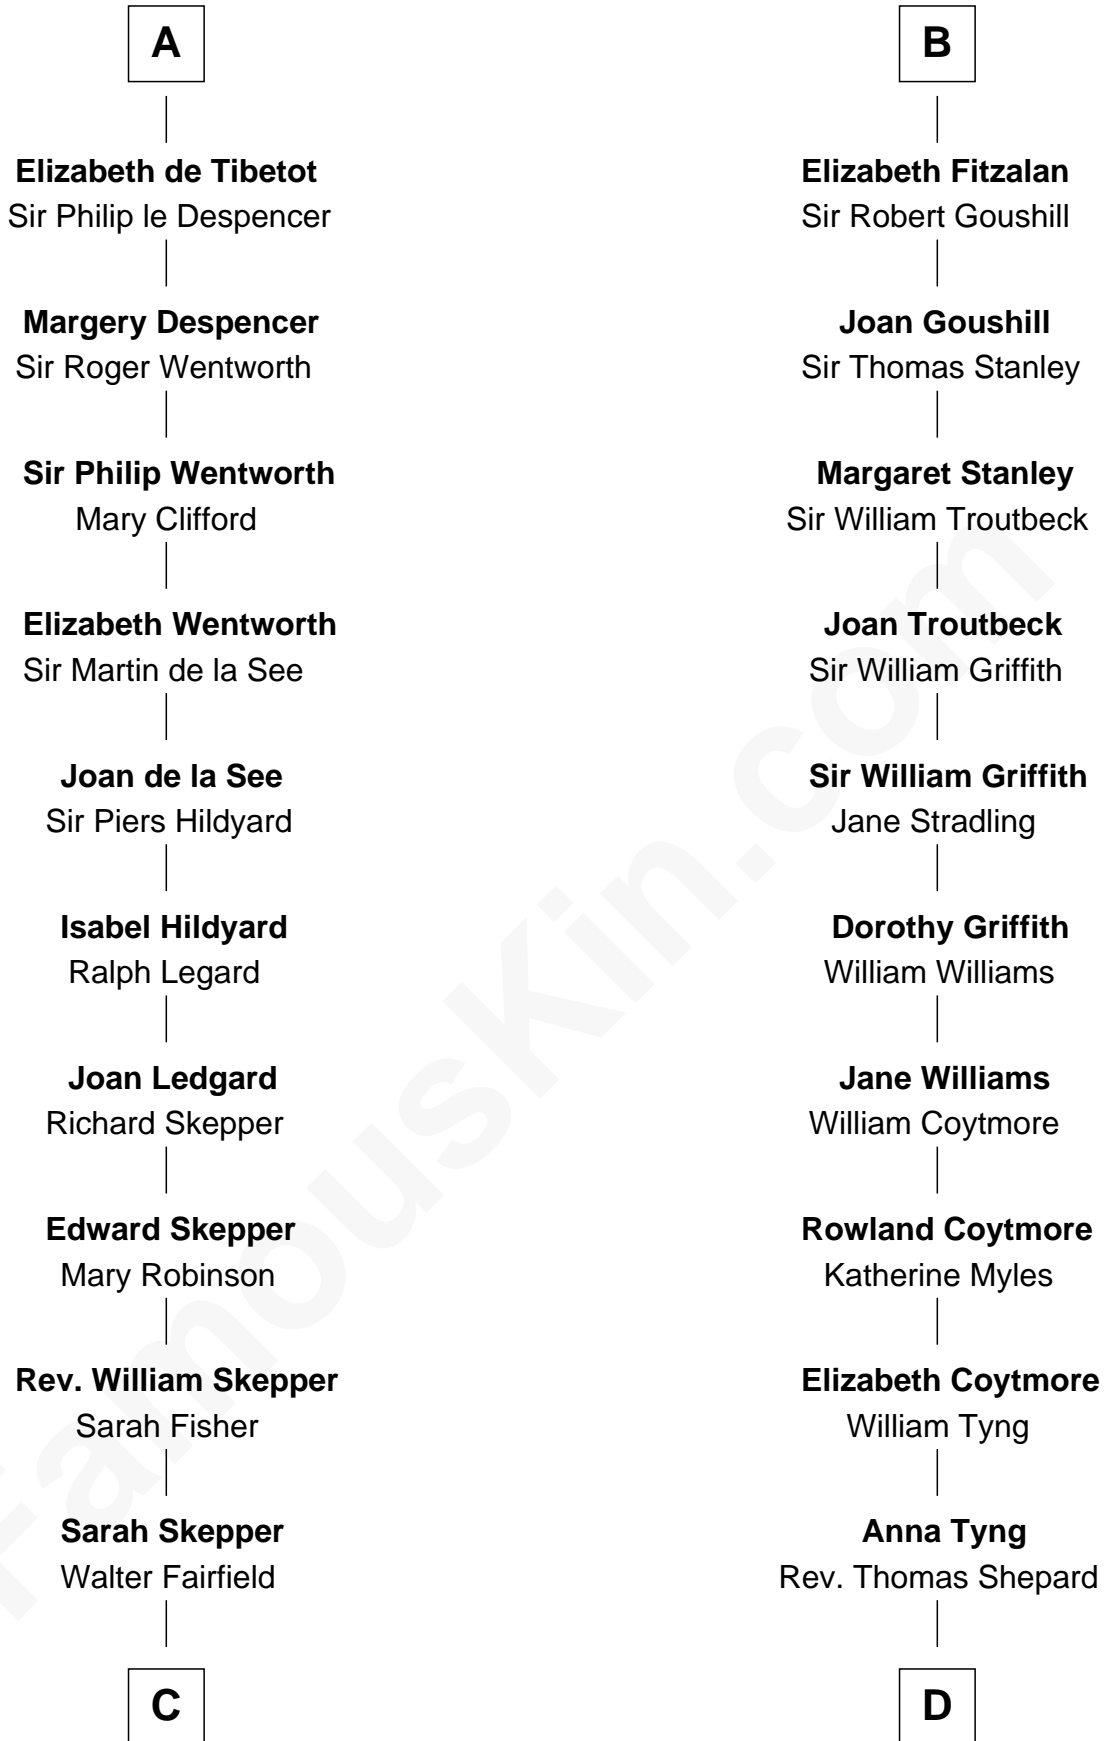 A
Elizabeth de Tibetot
Sir Philip le Despencer
Margery Despencer
Sir Roger Wentworth
Sir Philip Wentworth
Mary Clifford
Elizabeth Wentworth
Sir Martin de la See
Joan de la See
Sir Piers Hildyard
Isabel Hildyard
Ralph Legard
Joan Ledgard
Richard Skepper
Edward Skepper
Mary Robinson
Rev. William Skepper
Sarah Fisher
Sarah Skepper
Walter Fairfield
C
B
Elizabeth Fitzalan
Sir Robert Goushill
Joan Goushill
Sir Thomas Stanley
Margaret Stanley
Sir William Troutbeck
Joan Troutbeck
Sir William Griffith
Sir William Griffith
Jane Stradling
Dorothy Griffith
William Williams
Jane Williams
William Coytmore
Rowland Coytmore
Katherine Myles
Elizabeth Coytmore
William Tyng
Anna Tyng
Rev. Thomas Shepard
D
FamousKin.com